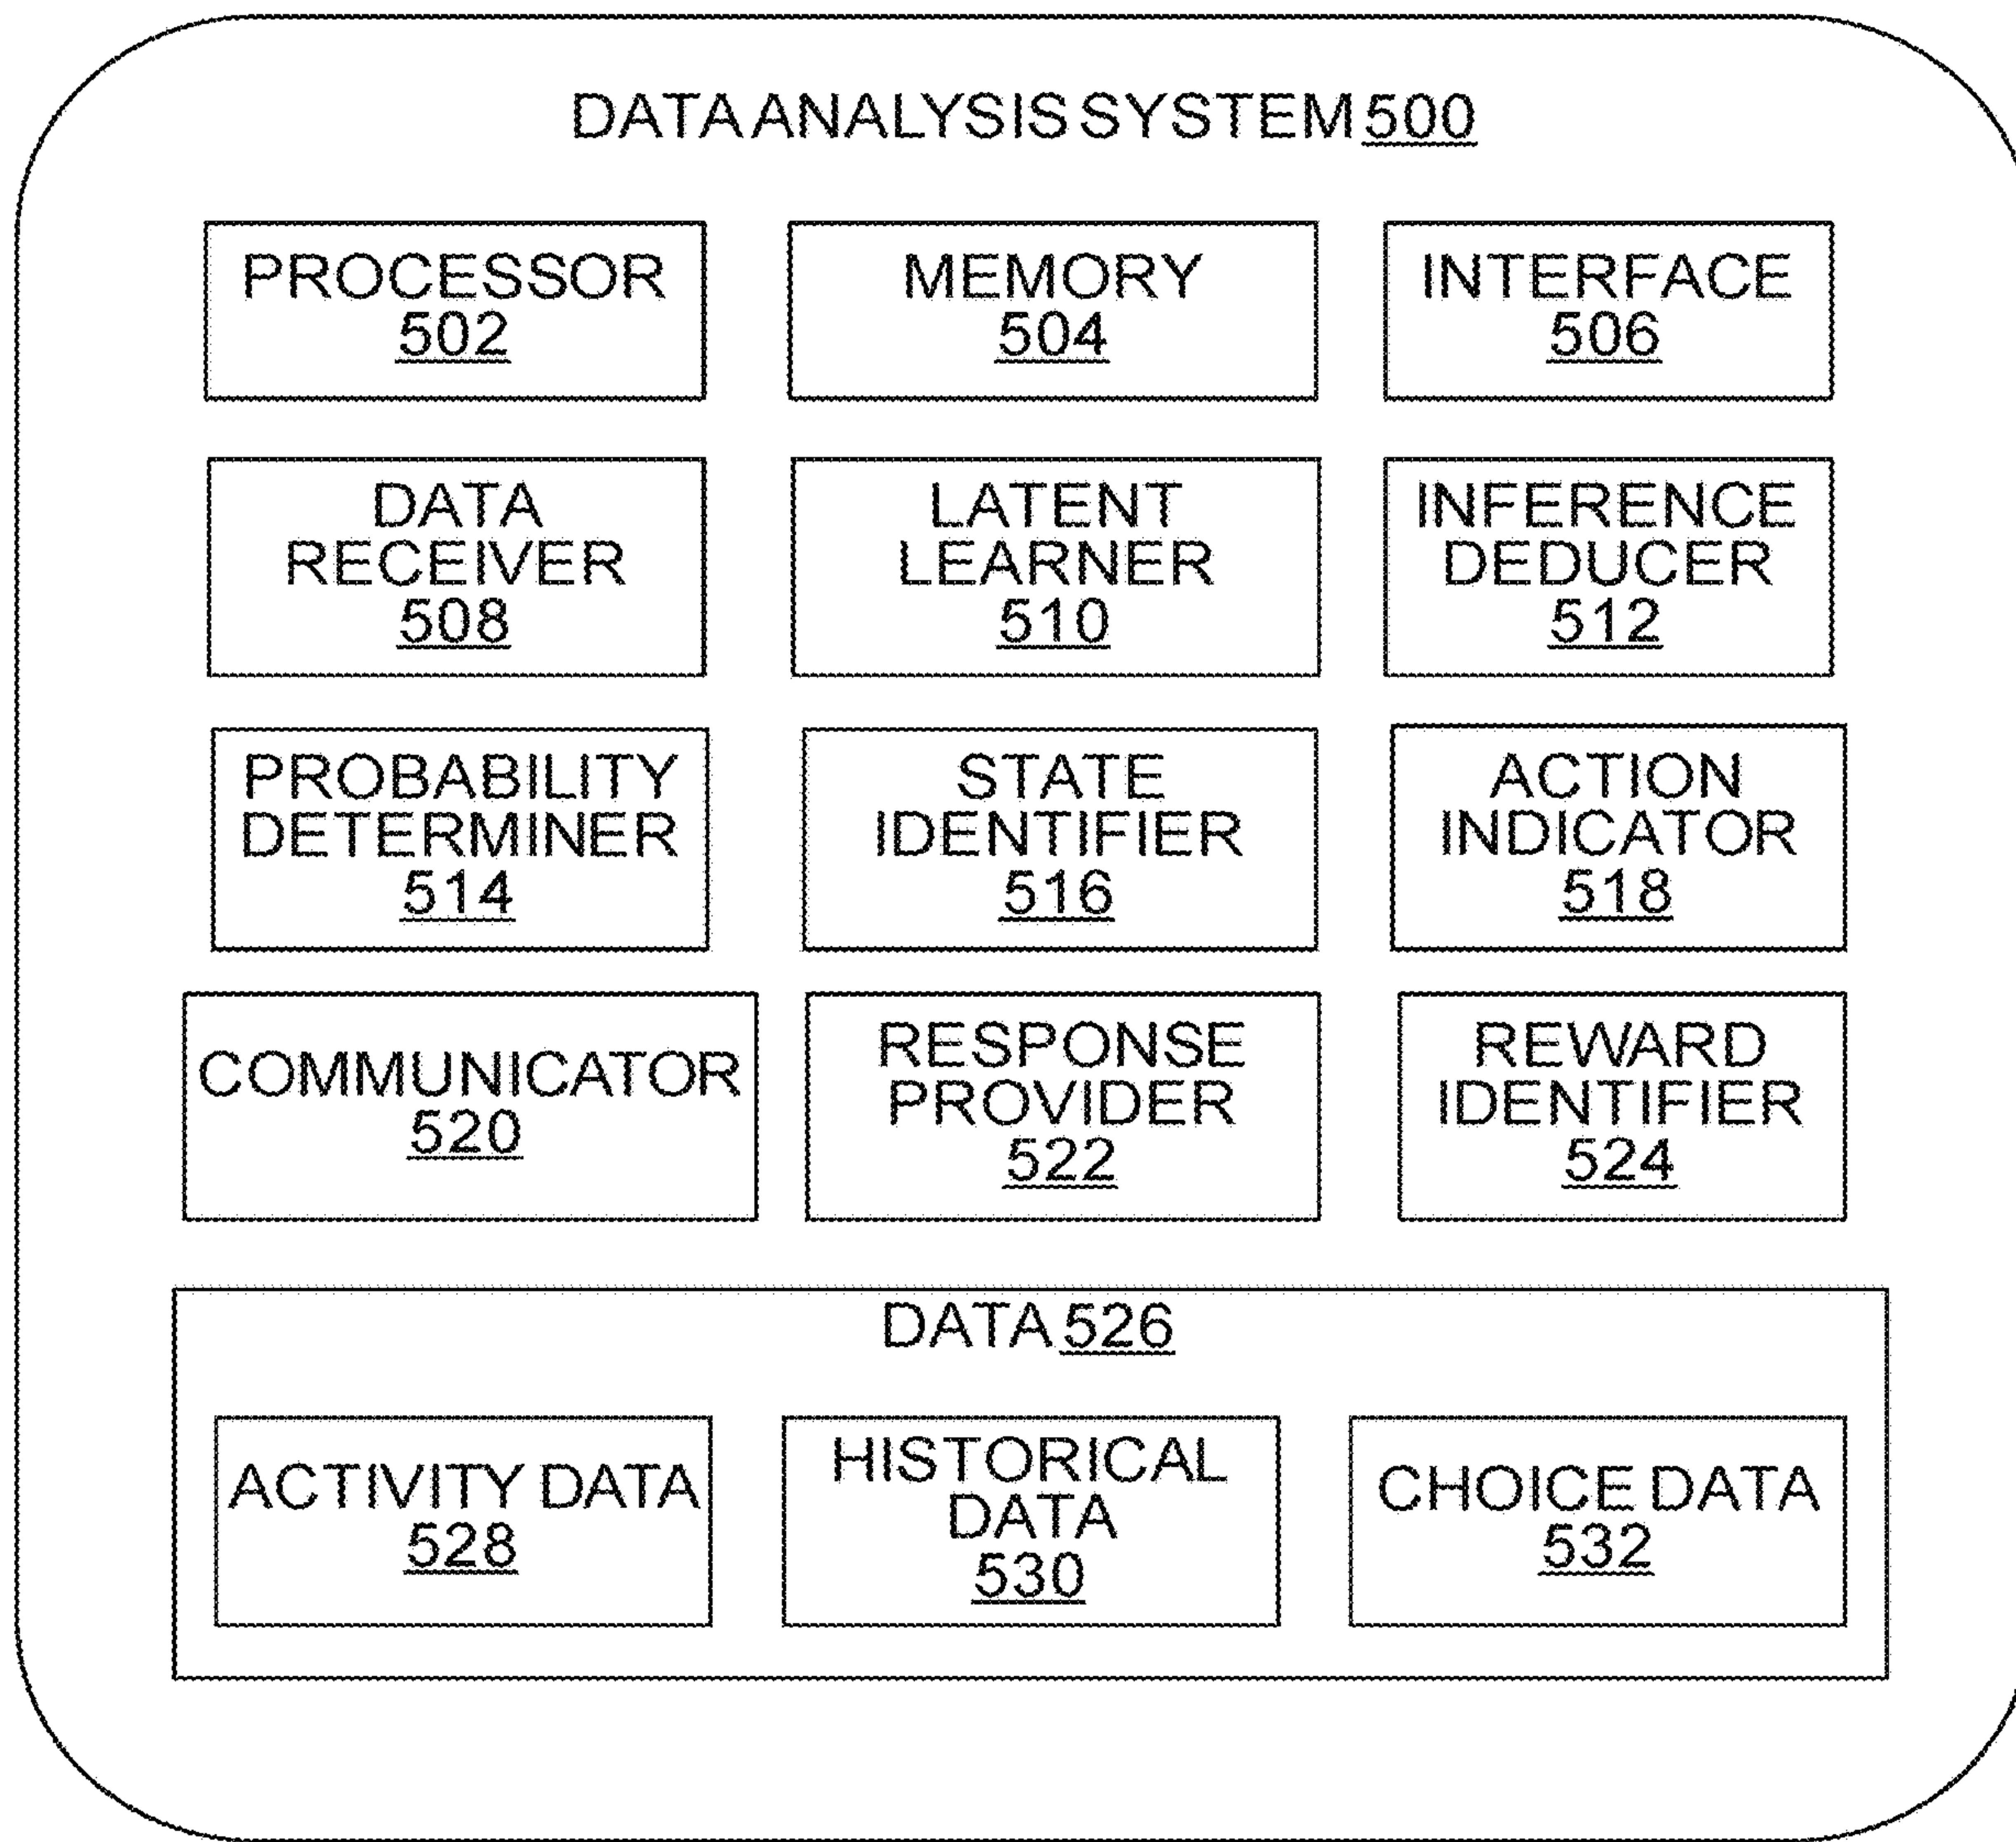 DATA ANALYSIS SYSTEM 500
PROCESSOR
502
MEMORY
504
INTERFACE
506
DATA
RECEIVER
508
LATENT
LEARNER
510
INFERENCE
DEDUCER
512
PROBABILITY
DETERMINER
514
STATE
IDENTIFIER
516
ACTION
INDICATOR
518
COMMUNICATOR
520
RESPONSE
PROVIDER
522
REWARD
IDENTIFIER
524
DATA 526
ACTIVITY DATA
528
HISTORICAL
DATA
530
CHOICE DATA
532